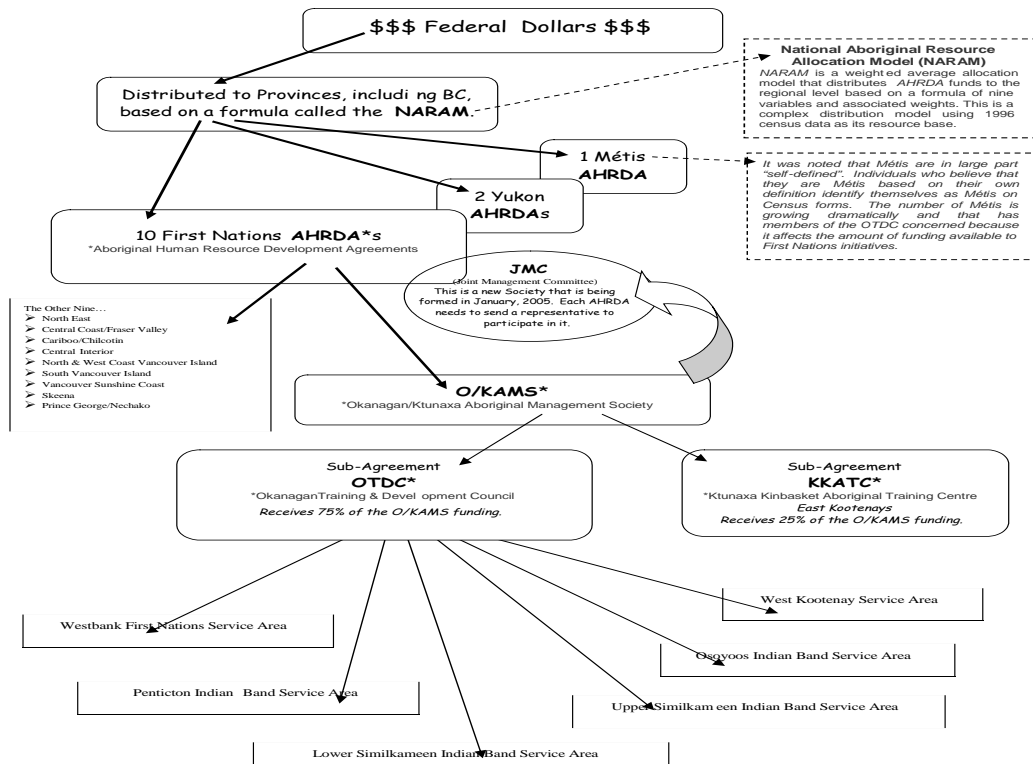 $$$ Federal Dollars $$$
Distributed to Provinces, includi ng BC,
based on a formula called the NARAM.
National Aboriginal Resource
Allocation Model (NARAM)
NARAM is a weighted average allocation
model that distributes AHRDA funds to the
regional level based on a formula of nine
variables and associated weights. This is a
complex distribution model using 1996
census data as its resource base.
1 Métis
AHRDA
It was noted that Métis are in large part
"self-defined". Individuals who believe that
they are Métis based on their own
definition identify themselves as Métis on
Census forms. The number of Métis is
growing dramatically and that has
members of the OTDC concerned because
it affects the amount of funding available to
First Nations initiatives.
2 Yukon
AHRDAs
10 First Nations AHRDA*s
*Aboriginal Human Resource Development Agreements
JMC
(Joint Management Committee)
This is a new Society that is being
formed in January, 2005. Each AHRDA
needs to send a representative to
participate in it.
The Other Nine…
➢ North East
➢ Central Coast/Fraser Valley
➢ Cariboo/Chilcotin
➢ Central Interior
➢ North & West Coast Vancouver Island
➢ South Vancouver Island
➢ Vancouver Sunshine Coast
➢ Skeena
➢ Prince George/Nechako
O/KAMS*
*Okanagan/Ktunaxa Aboriginal Management Society
Sub-Agreement
OTDC*
*OkanaganTraining & Devel opment Council
Receives 75% of the O/KAMS funding.
Sub-Agreement
KKATC*
*Ktunaxa Kinbasket Aboriginal Training Centre
East Kootenays
Receives 25% of the O/KAMS funding.
West Kootenay Service Area
Westbank First Nations Service Area
Osoyoos Indian Band Service Area
Penticton Indian Band Service Area
Upper Similkam een Indian Band Service Area
Lower Similkameen Indian Band Service Area